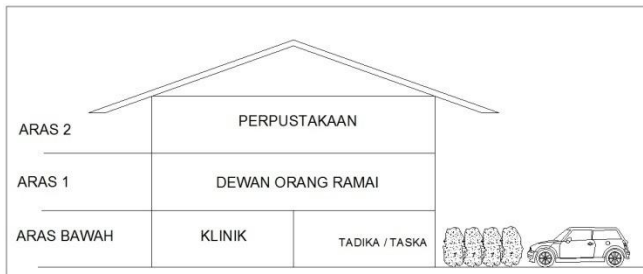 ARAS 2
PERPUSTAKAAN
ARAS 1
DEWAN ORANG RAMAI
ARAS BAWAH
KLINIK
TADIKA / TASKA